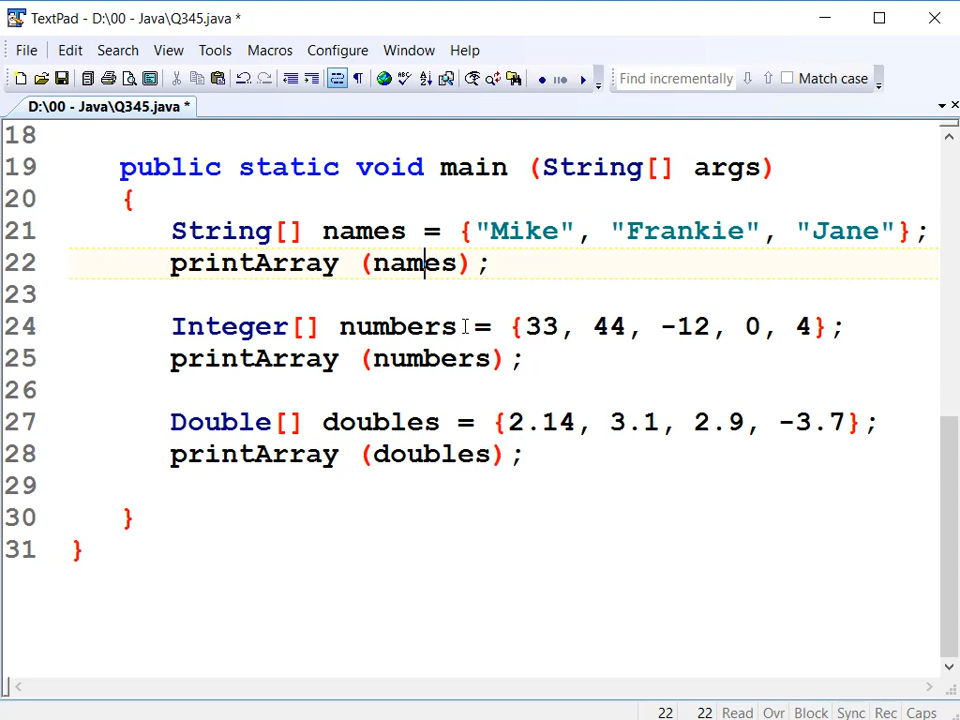 TextPad - D:\00 - Java\Q345.java *
File Edit Search View Tools Macros Configure Window Help
Find incrementally Match case
D:\00 - Java\Q345.java *
18
19 public static void main (String[] args)
20 {
21 String[] names = {"Mike", "Frankie", "Jane"};
22 printArray (names);
23
24 Integer[] numbers = {33, 44, -12, 0, 4};
25 printArray (numbers);
26
27 Double[] doubles = {2.14, 3.1, 2.9, -3.7};
28 printArray (doubles);
29
30 }
31 }
22 22 Read Ovr Block Sync Rec Caps